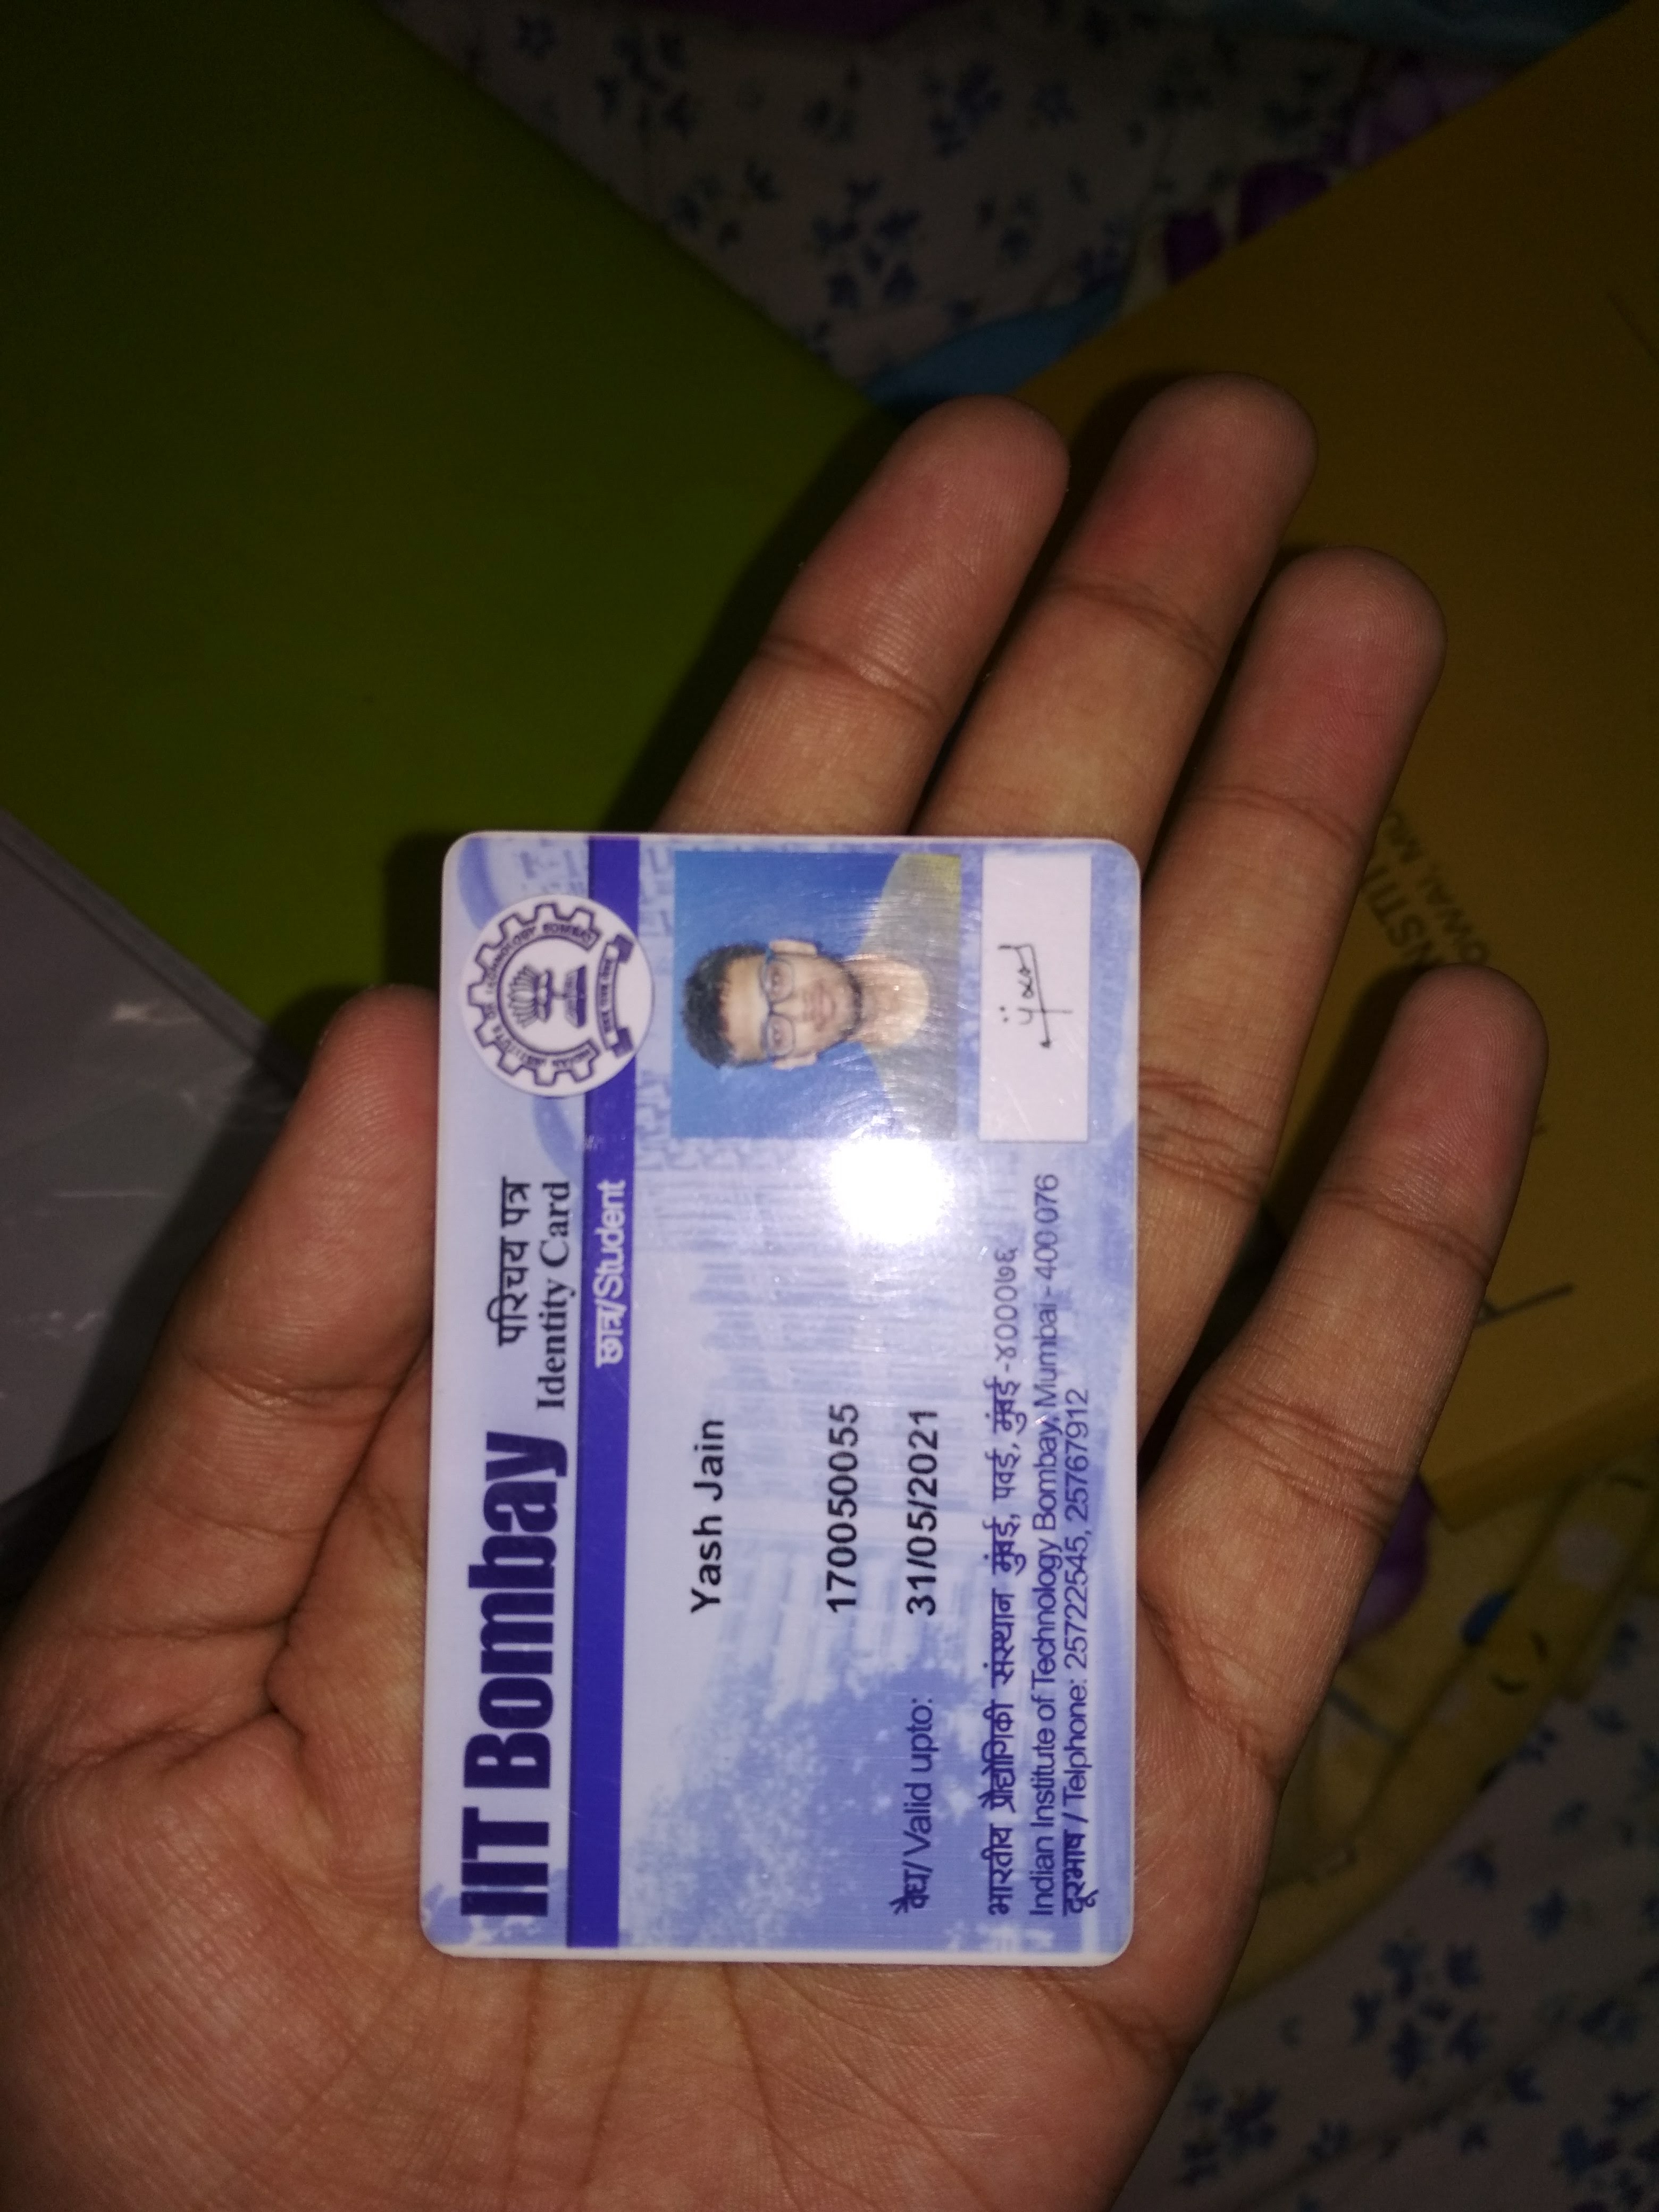 IIT Bombay
परिचय पत्र
Identity Card
छात्र/Student
Yash Jain
170050055
वैध/Valid upto: 31/05/2021
भारतीय प्रौद्योगिकी संस्थान मुंबई, पवई, मुंबई -४०००७६
Indian Institute of Technology Bombay, Mumbai - 400 076
दूरभाष / Telphone: 25722545, 25767912